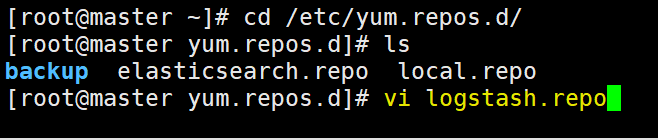 [root@master ~]# cd /etc/yum.repos.d/
[root@master yum.repos.d]# ls
backup  elasticsearch.repo  local.repo
[root@master yum.repos.d]# vi logstash.repo